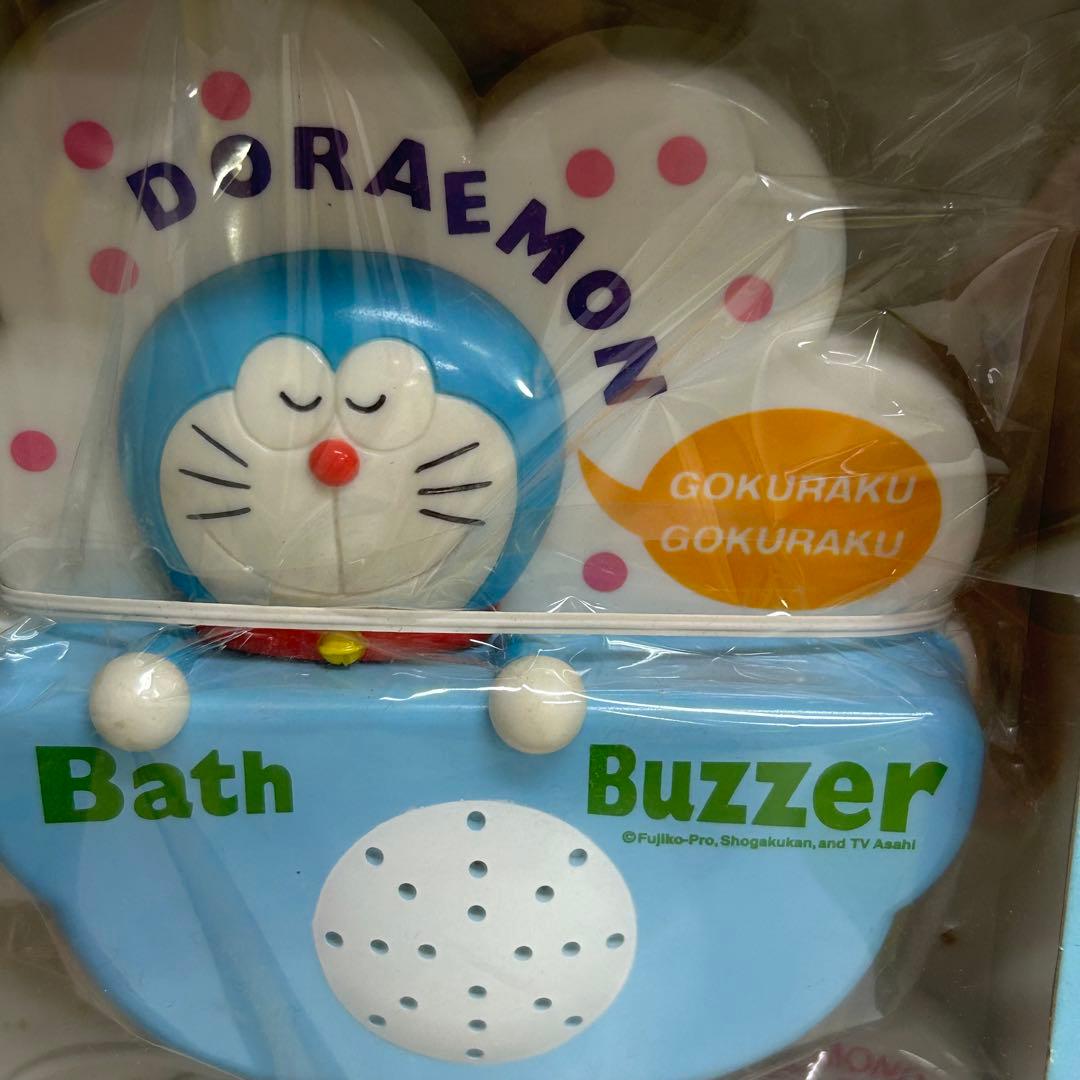 DORAEMON
GOKURAKU
GOKURAKU
Bath Buzzer
©Fujiko-Pro, Shogakukan, and TV Asahi